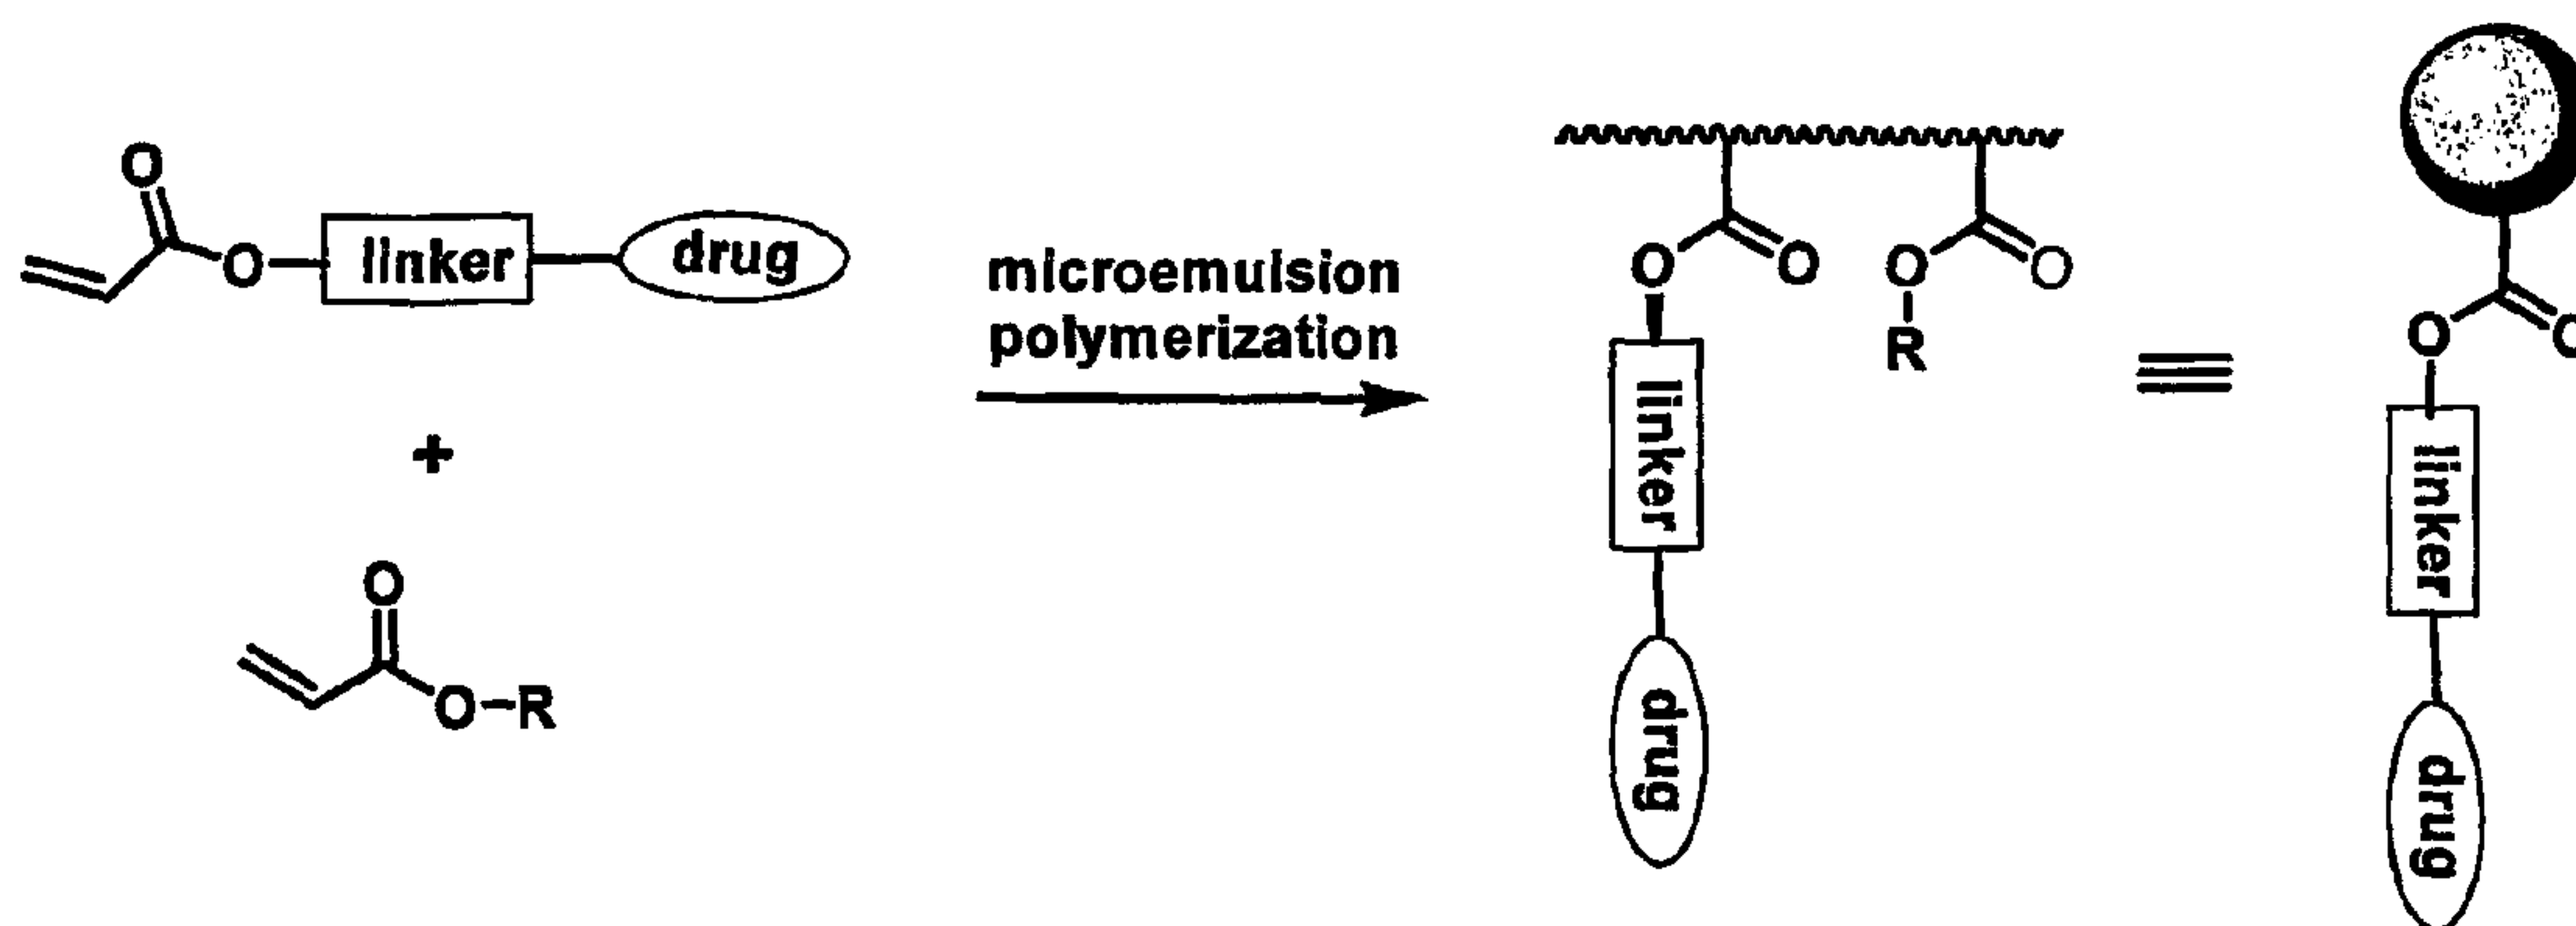 O
O
linker
drug
+
O
O-R
microemulsion
polymerization
O
O
linker
drug
O
O
R
≡
O
O
linker
drug